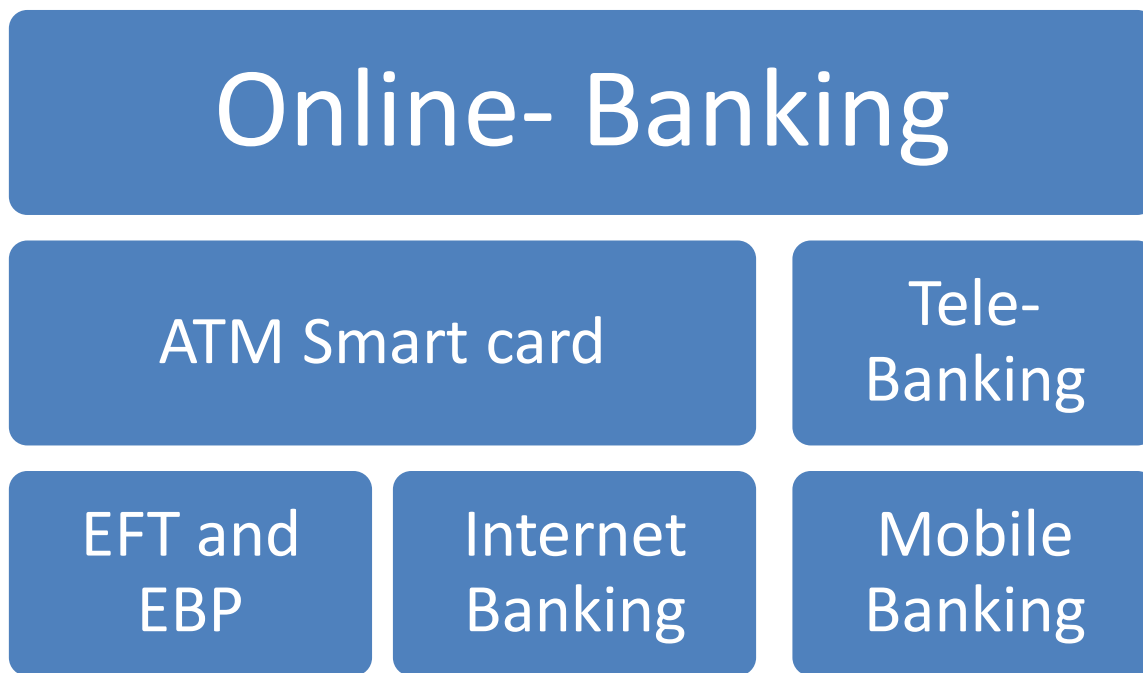 Online- Banking
ATM Smart card
Tele-
Banking
EFT and
EBP
Internet
Banking
Mobile
Banking